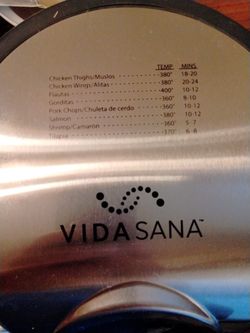 TEMP MINS
Chicken Thighs/Muslos 380° 18-20
Chicken Wings/Alitas 380° 20-24
Flautas 400° 10-12
Gorditas 360° 8-10
Pork Chops/Chuleta de cerdo 360° 10-12
Salmon 380° 10-12
Shrimp/Camarón 360° 5-7
Tilapia 370° 6-8
VIDA SANA™